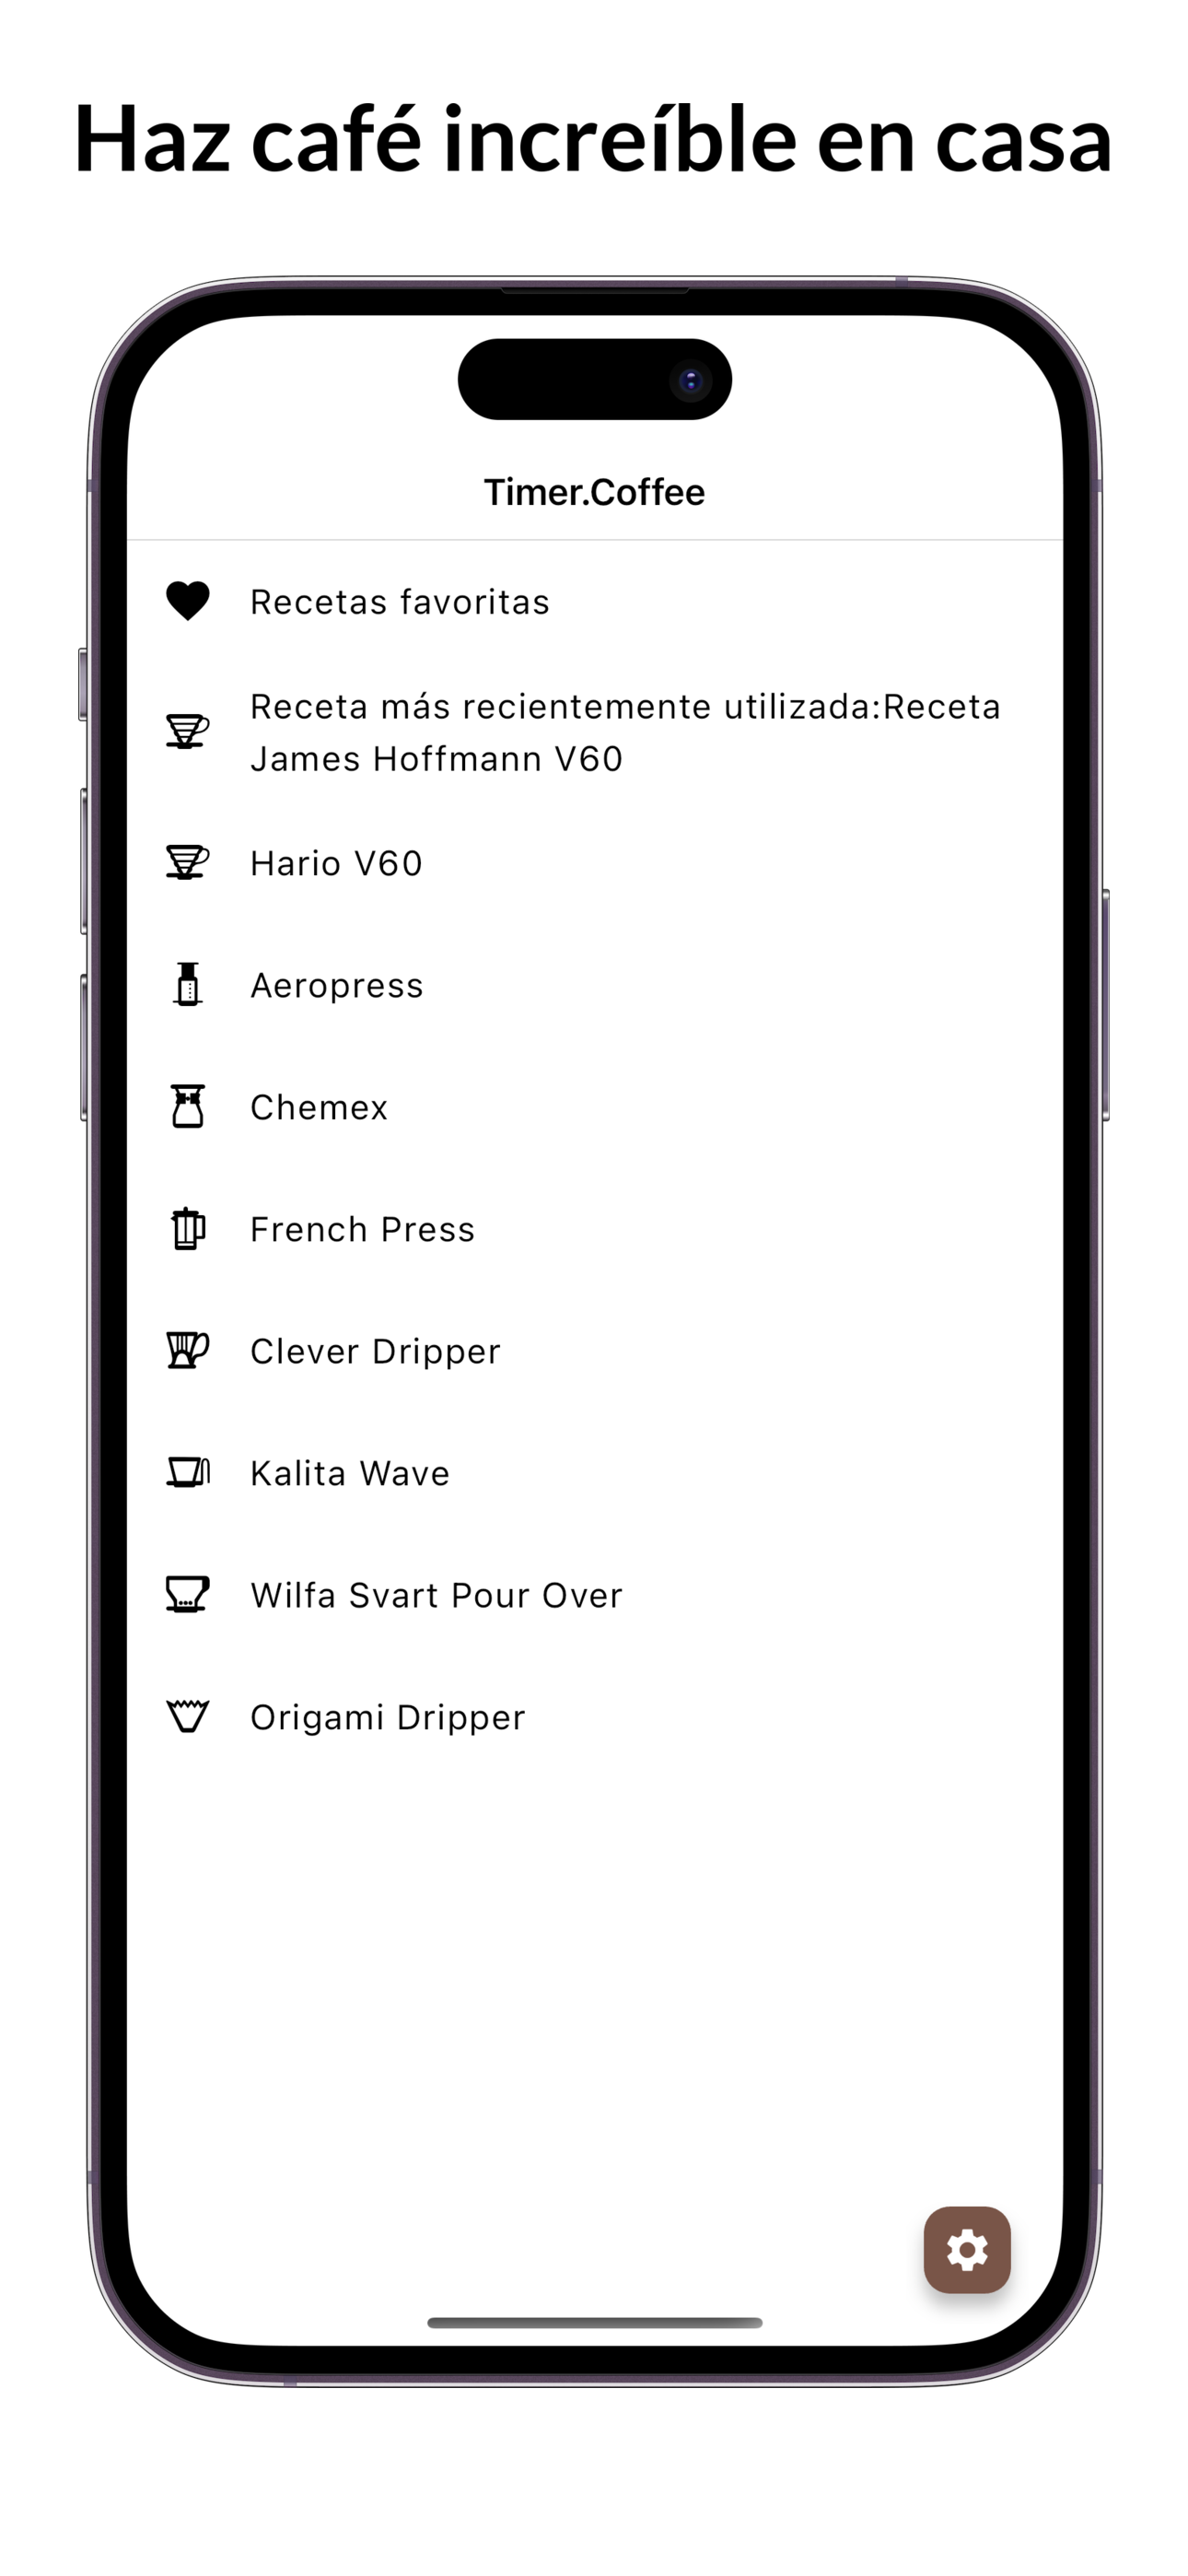 Haz café increíble en casa
Timer.Coffee
Recetas favoritas
Receta más recientemente utilizada:Receta
James Hoffmann V60
Hario V60
Aeropress
Chemex
French Press
Clever Dripper
Kalita Wave
Wilfa Svart Pour Over
Origami Dripper